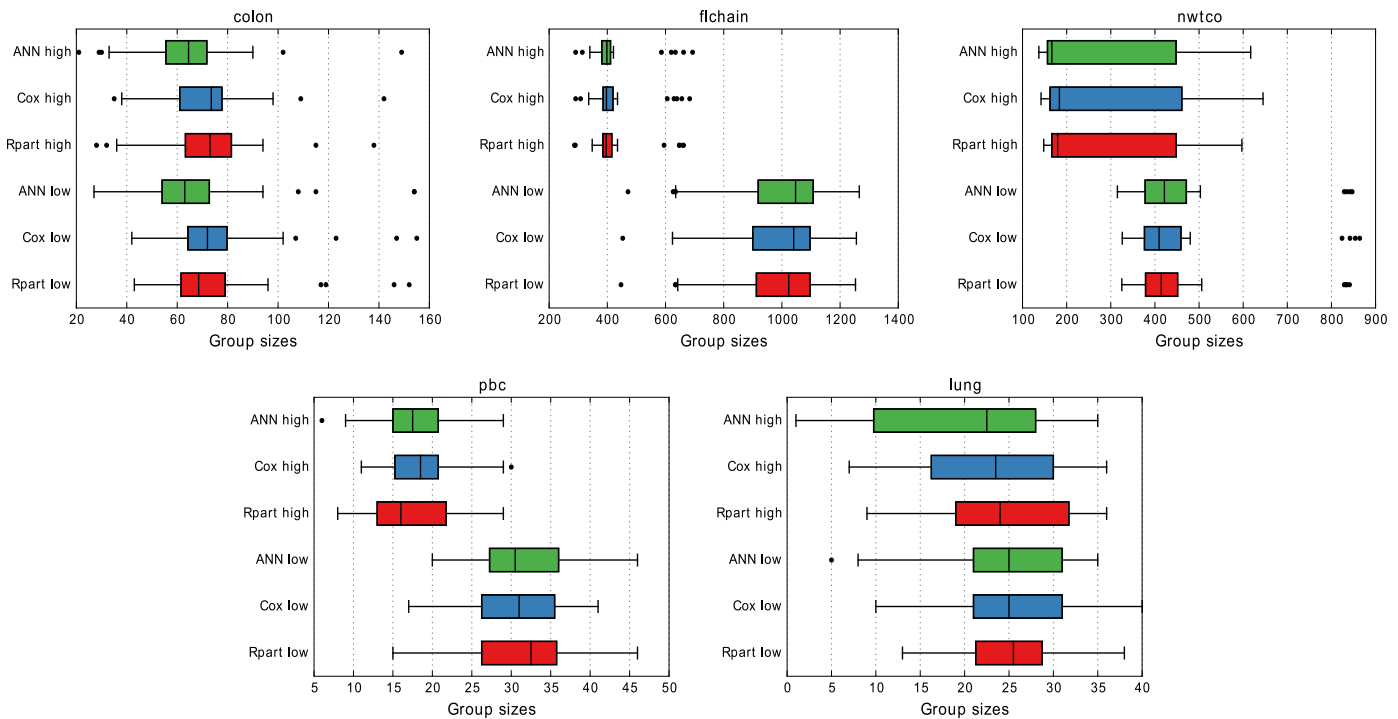 colon
ANN high
Cox high
Rpart high
ANN low
Cox low
Rpart low
20 40 60 80 100 120 140 160
Group sizes
flchain
ANN high
Cox high
Rpart high
ANN low
Cox low
Rpart low
200 400 600 800 1000 1200 1400
Group sizes
nwtco
ANN high
Cox high
Rpart high
ANN low
Cox low
Rpart low
100 200 300 400 500 600 700 800 900
Group sizes
pbc
ANN high
Cox high
Rpart high
ANN low
Cox low
Rpart low
5 10 15 20 25 30 35 40 45 50
Group sizes
lung
ANN high
Cox high
Rpart high
ANN low
Cox low
Rpart low
0 5 10 15 20 25 30 35 40
Group sizes